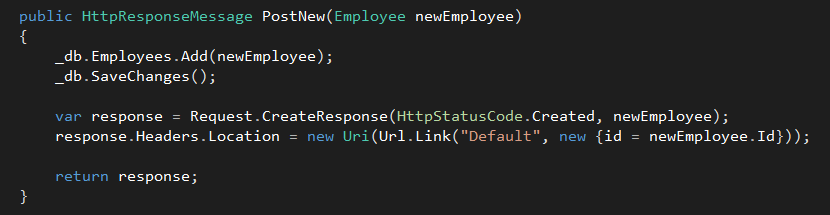 public HttpResponseMessage PostNew(Employee newEmployee)
{
    _db.Employees.Add(newEmployee);
    _db.SaveChanges();

    var response = Request.CreateResponse(HttpStatusCode.Created, newEmployee);
    response.Headers.Location = new Uri(Url.Link("Default", new {id = newEmployee.Id}));

    return response;
}